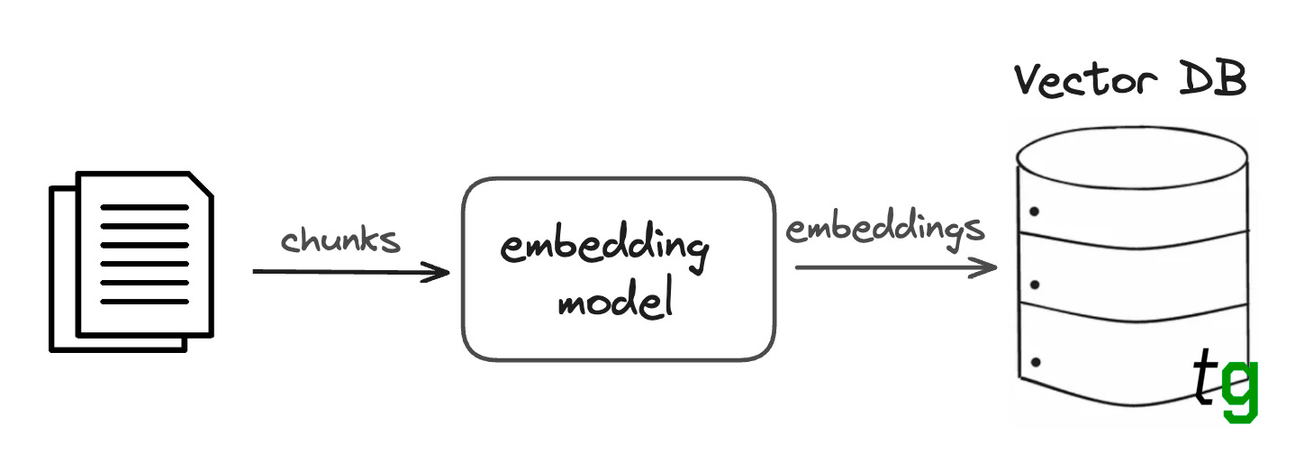 Vector DB
chunks
embedding
model
embeddings
tg